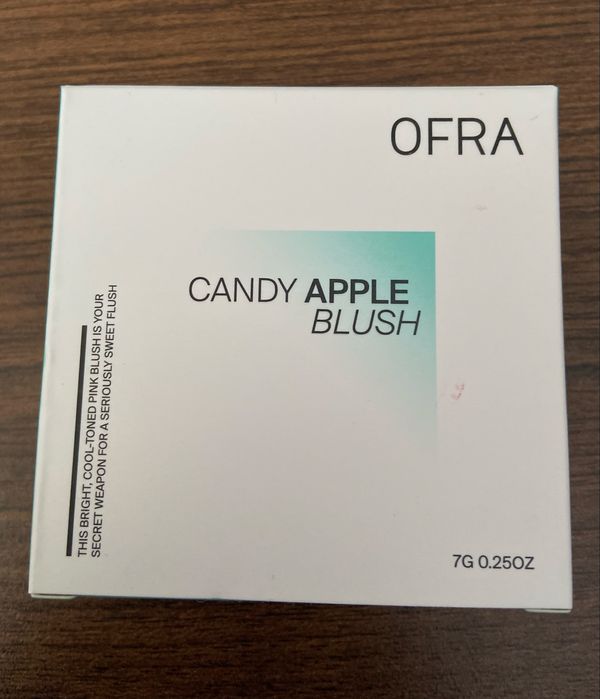 OFRA
CANDY APPLE
BLUSH
THIS BRIGHT, COOL-TONED PINK BLUSH IS YOUR
SECRET WEAPON FOR A SERIOUSLY SWEET FLUSH
7G 0.25OZ